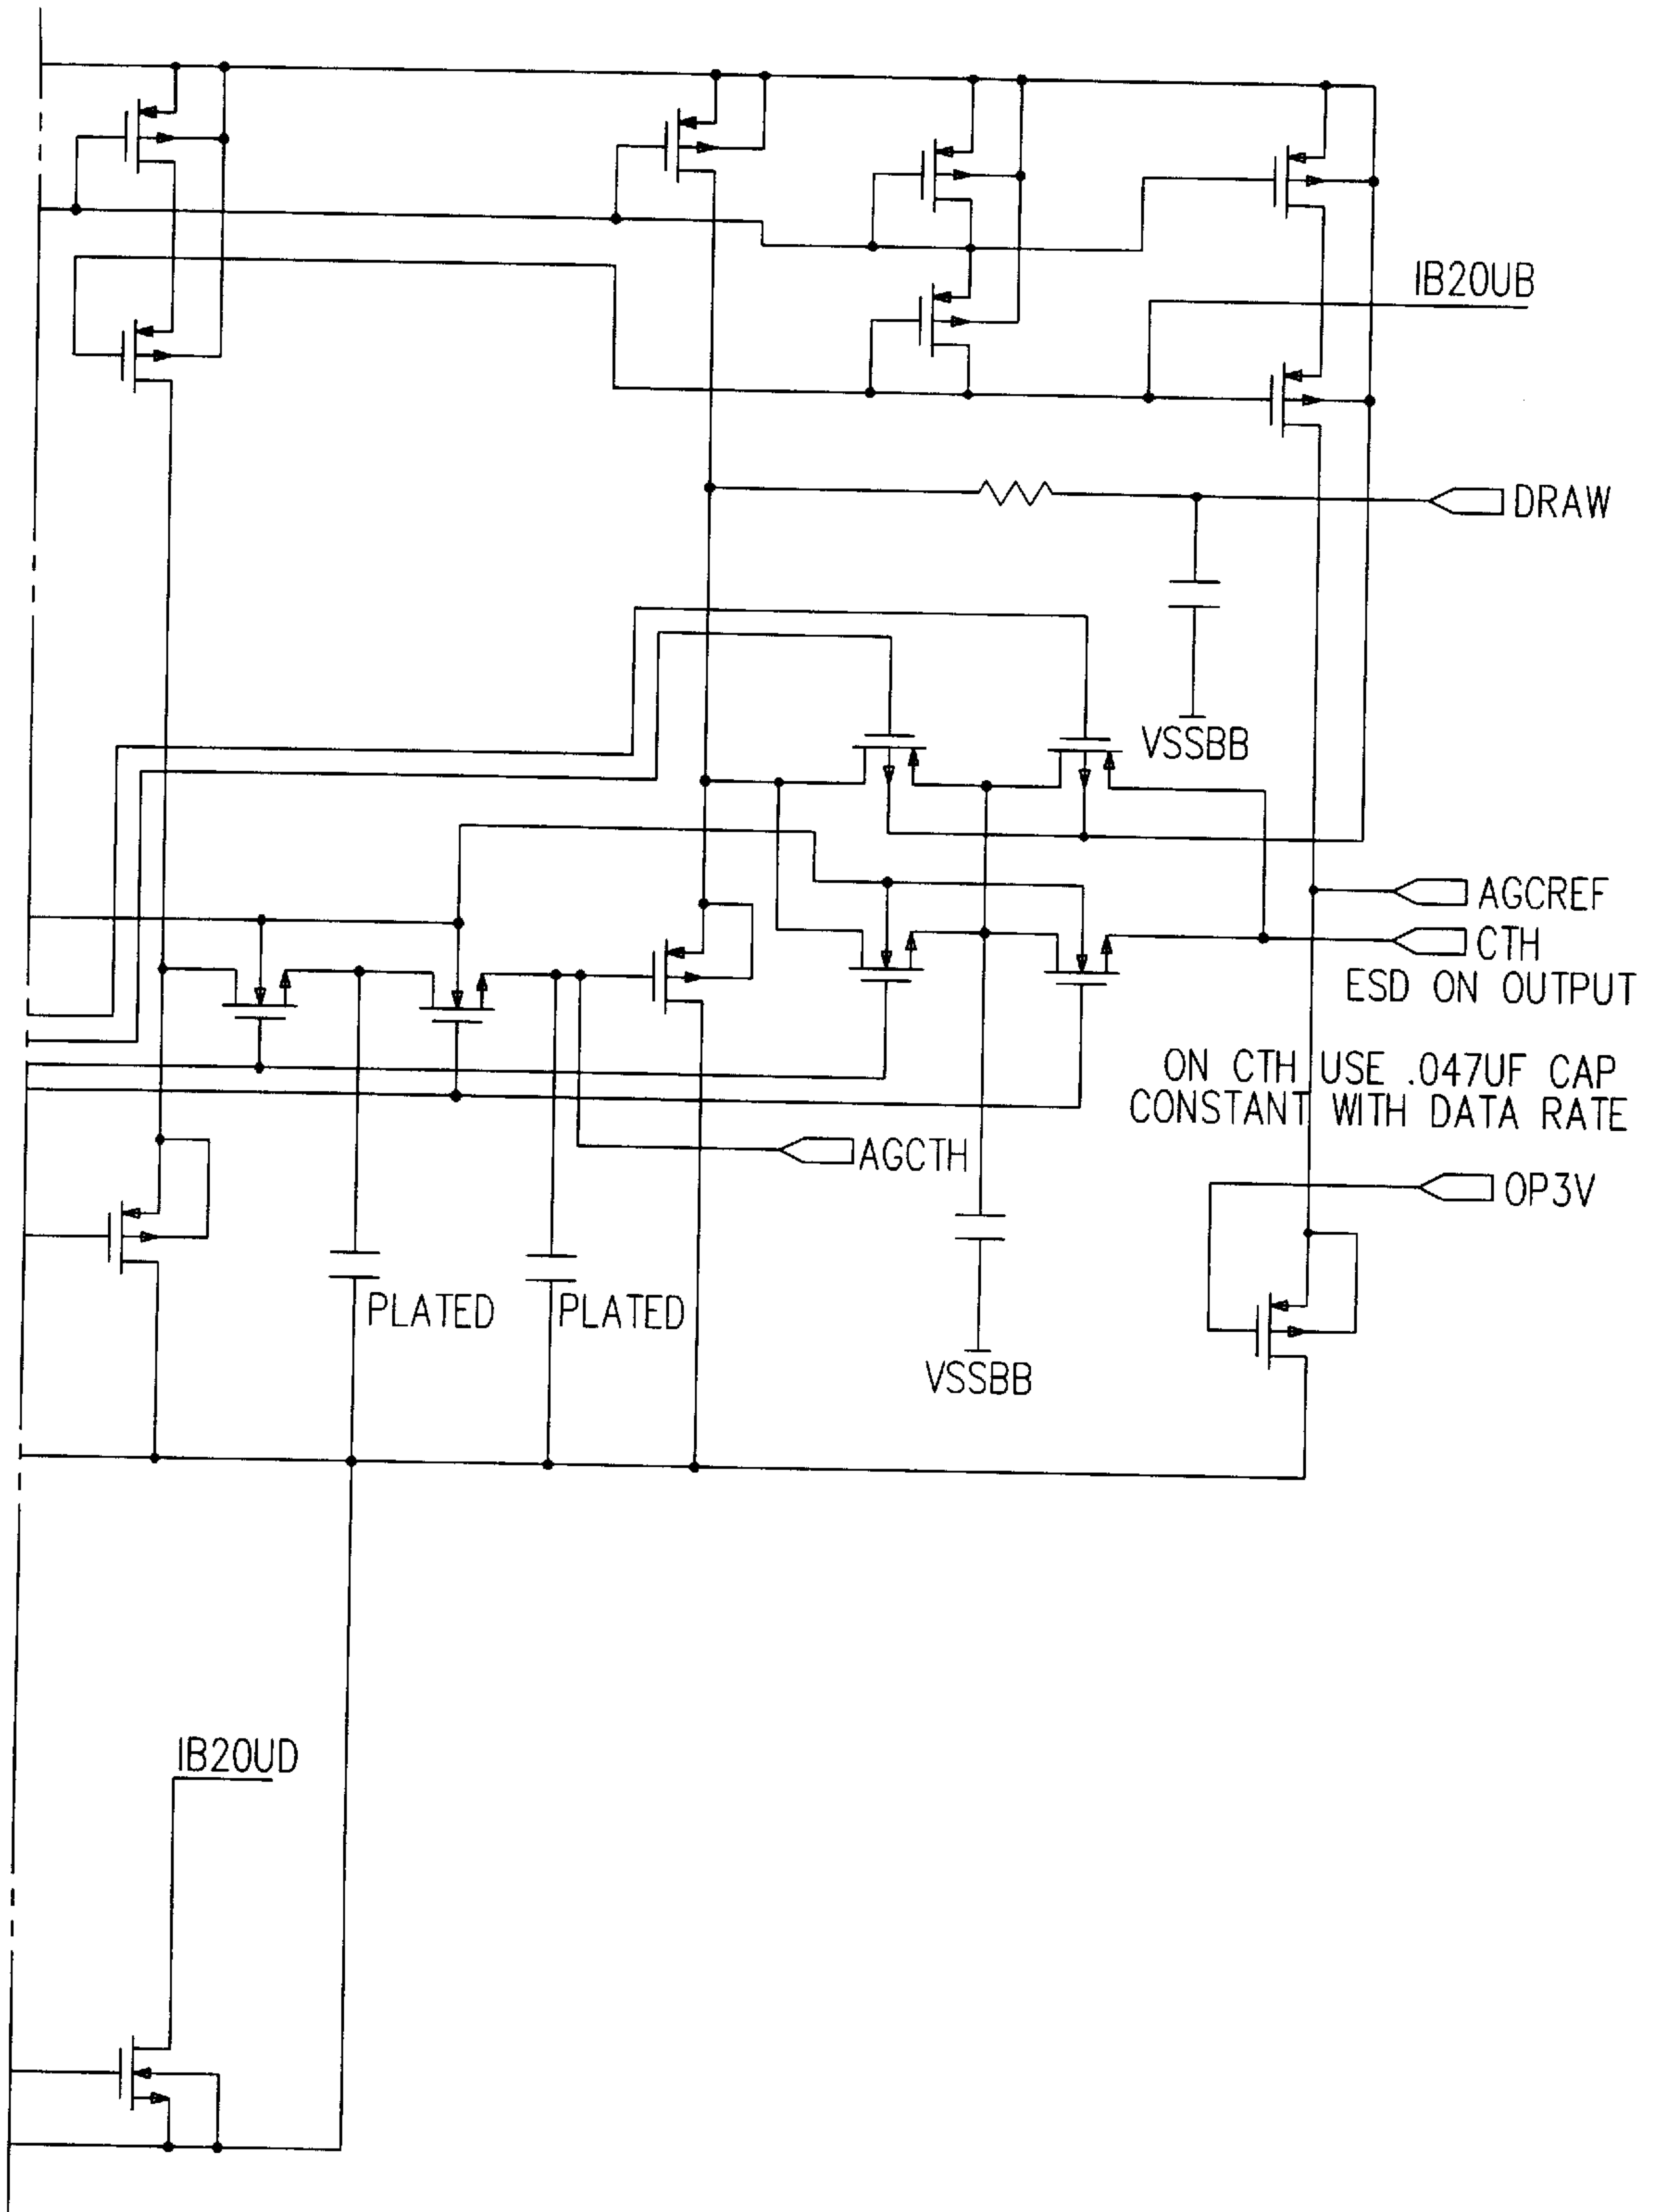 IB20UB
DRAW
VSSBB
AGCREF
CTH
ESD ON OUTPUT
ON CTH USE .047UF CAP
CONSTANT WITH DATA RATE
AGCTH
OP3V
PLATED
PLATED
VSSBB
IB20UD